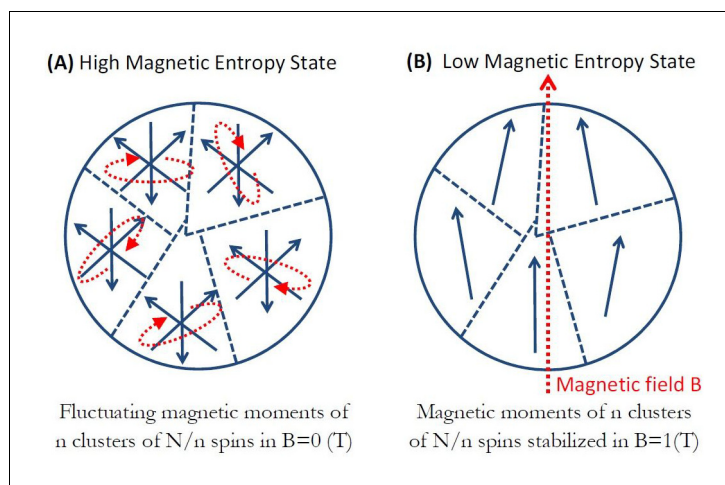 (A) High Magnetic Entropy State
(B) Low Magnetic Entropy State
Magnetic field B
Fluctuating magnetic moments of
n clusters of N/n spins in B=0 (T)
Magnetic moments of n clusters
of N/n spins stabilized in B=1(T)